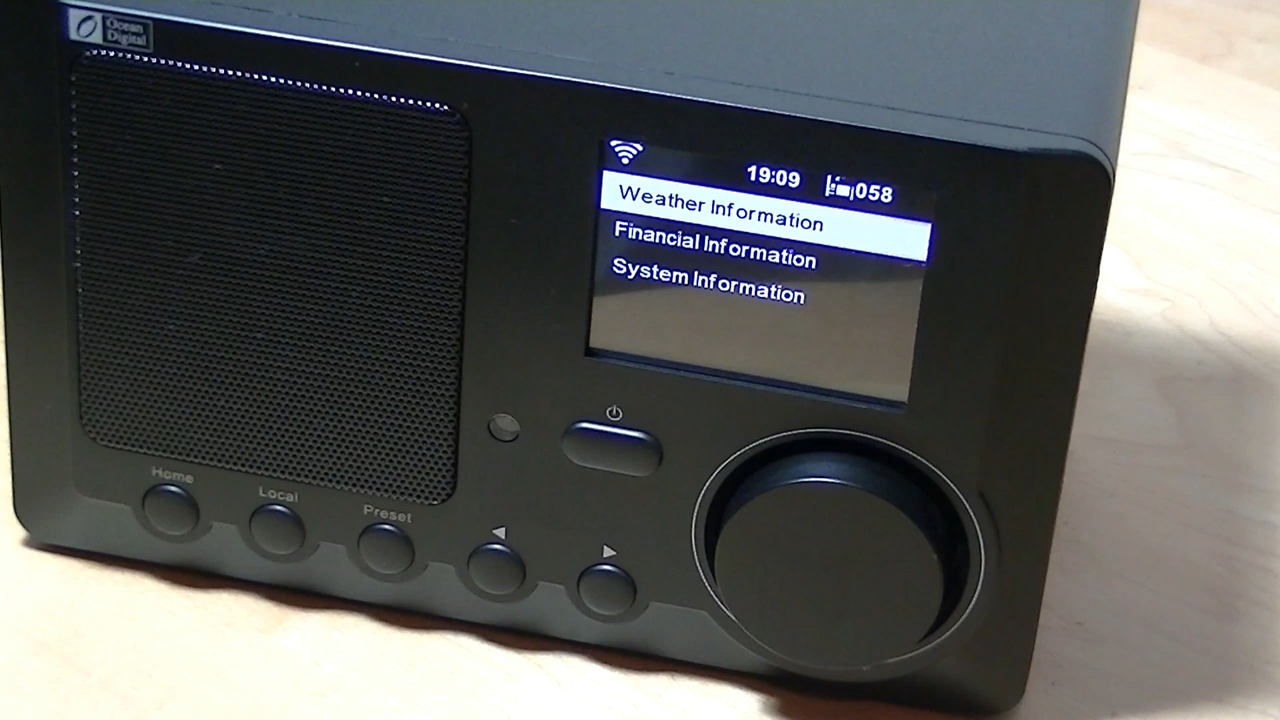 Ocean
Digital
19:09 058
Weather Information
Financial Information
System Information
Home
Local
Preset